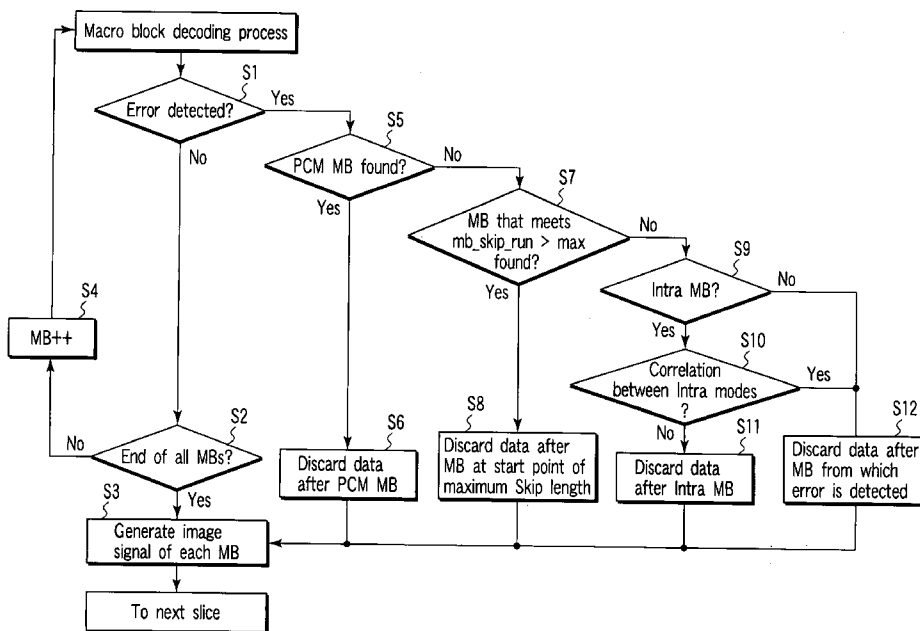 Macro block decoding process
S1
Error detected?
Yes
No
S5
PCM MB found?
No
Yes
S7
MB that meets
mb_skip_run > max
found?
No
Yes
S9
Intra MB?
No
Yes
S4
MB++
S10
Correlation
between Intra modes
?
Yes
No
S2
End of all MBs?
No
Yes
S6
Discard data
after PCM MB
S8
Discard data after
MB at start point of
maximum Skip length
S11
Discard data
after Intra MB
S12
Discard data after
MB from which
error is detected
S3
Generate image
signal of each MB
To next slice